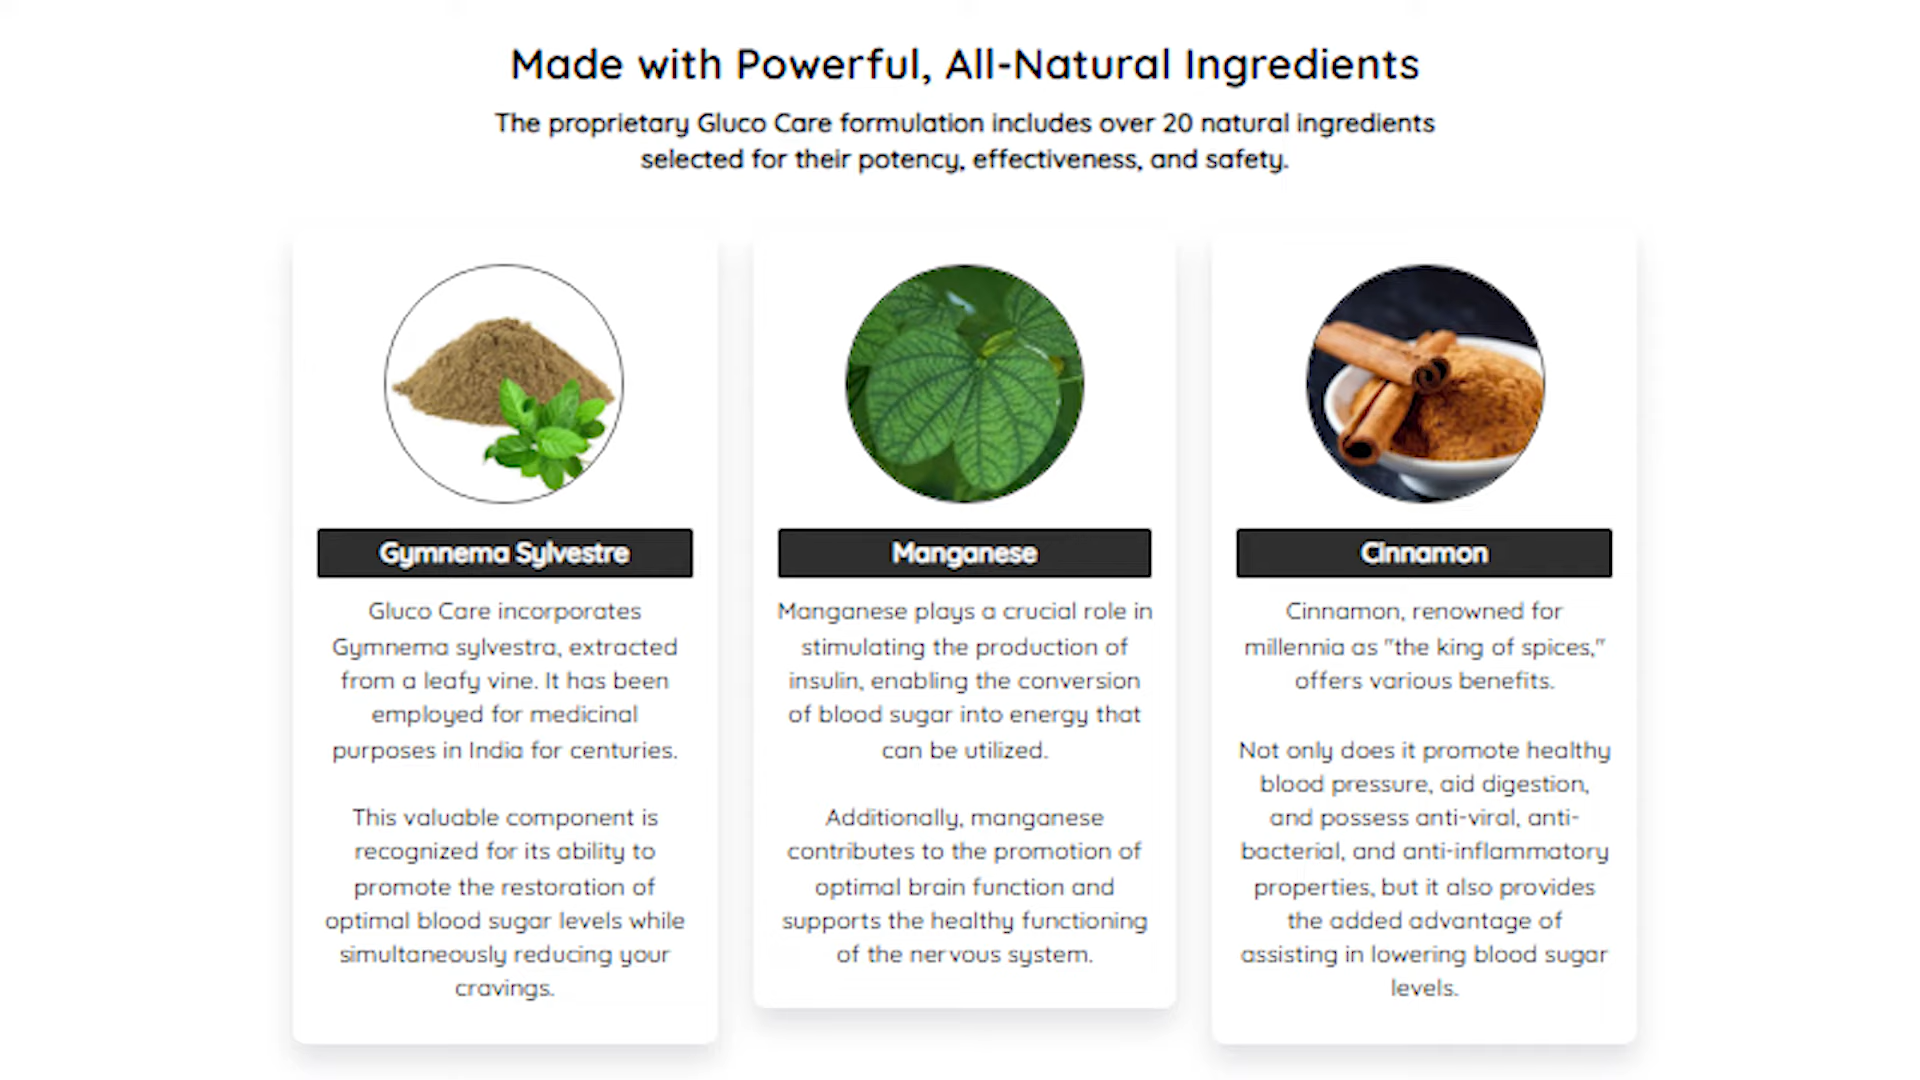 Made with Powerful, All-Natural Ingredients
The proprietary Gluco Care formulation includes over 20 natural ingredients
selected for their potency, effectiveness, and safety.
Gymnema Sylvestre
Gluco Care incorporates
Gymnema sylvestra, extracted
from a leafy vine. It has been
employed for medicinal
purposes in India for centuries.
This valuable component is
recognized for its ability to
promote the restoration of
optimal blood sugar levels while
simultaneously reducing your
cravings.
Manganese
Manganese plays a crucial role in
stimulating the production of
insulin, enabling the conversion
of blood sugar into energy that
can be utilized.
Additionally, manganese
contributes to the promotion of
optimal brain function and
supports the healthy functioning
of the nervous system.
Cinnamon
Cinnamon, renowned for
millennia as "the king of spices,"
offers various benefits.
Not only does it promote healthy
blood pressure, aid digestion,
and possess anti-viral, anti-
bacterial, and anti-inflammatory
properties, but it also provides
the added advantage of
assisting in lowering blood sugar
levels.